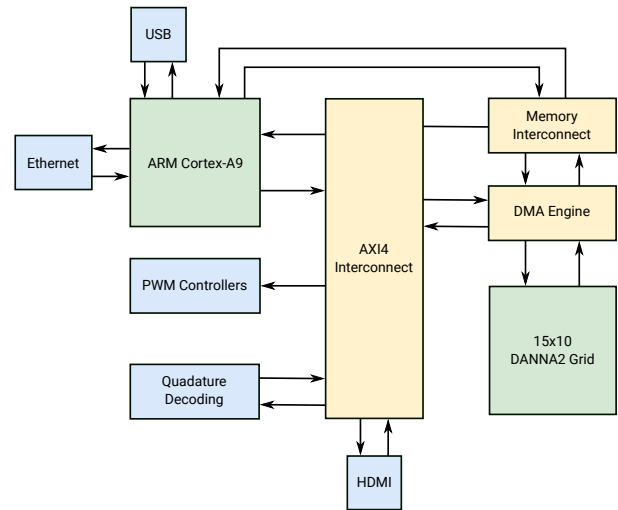 USB
Memory
Interconnect
Ethernet
ARM Cortex-A9
DMA Engine
AXI4
Interconnect
PWM Controllers
15x10
DANNA2 Grid
Quadature
Decoding
HDMI